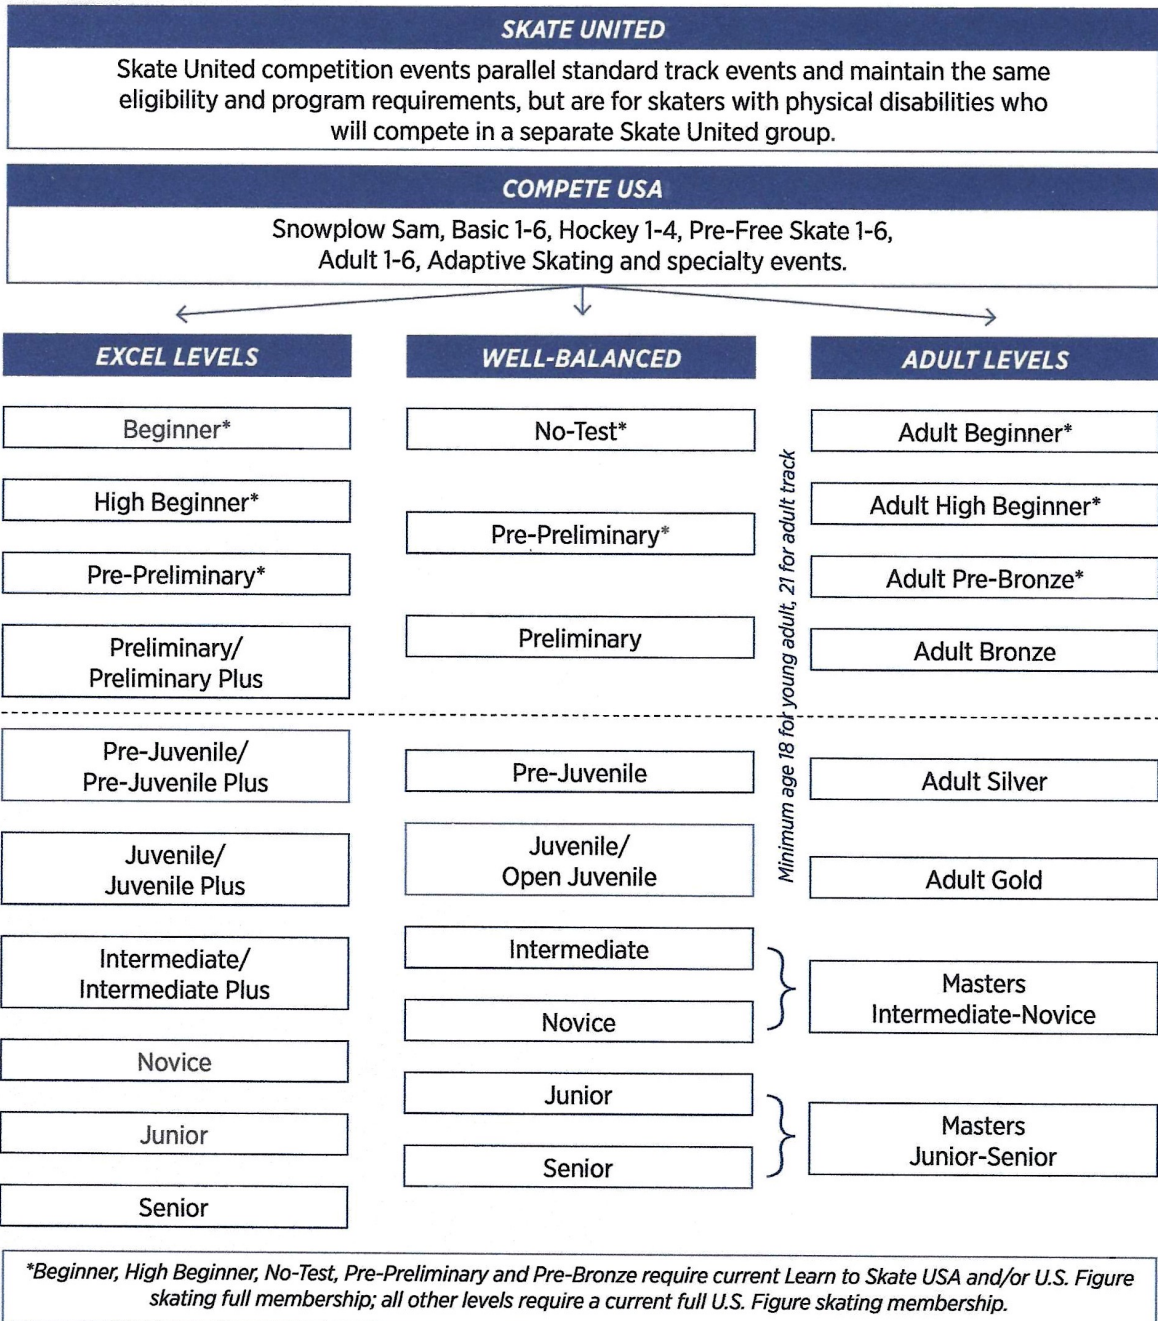 SKATE UNITED
Skate United competition events parallel standard track events and maintain the same
eligibility and program requirements, but are for skaters with physical disabilities who
will compete in a separate Skate United group.
COMPETE USA
Snowplow Sam, Basic 1-6, Hockey 1-4, Pre-Free Skate 1-6,
Adult 1-6, Adaptive Skating and specialty events.
EXCEL LEVELS
Beginner*
High Beginner*
Pre-Preliminary*
Preliminary/
Preliminary Plus
Pre-Juvenile/
Pre-Juvenile Plus
Juvenile/
Juvenile Plus
Intermediate/
Intermediate Plus
Novice
Junior
Senior
WELL-BALANCED
No-Test*
Pre-Preliminary*
Preliminary
Pre-Juvenile
Juvenile/
Open Juvenile
Intermediate
Novice
Junior
Senior
Minimum age 18 for young adult, 21 for adult track
ADULT LEVELS
Adult Beginner*
Adult High Beginner*
Adult Pre-Bronze*
Adult Bronze
Adult Silver
Adult Gold
Masters
Intermediate-Novice
Masters
Junior-Senior
*Beginner, High Beginner, No-Test, Pre-Preliminary and Pre-Bronze require current Learn to Skate USA and/or U.S. Figure
skating full membership; all other levels require a current full U.S. Figure skating membership.